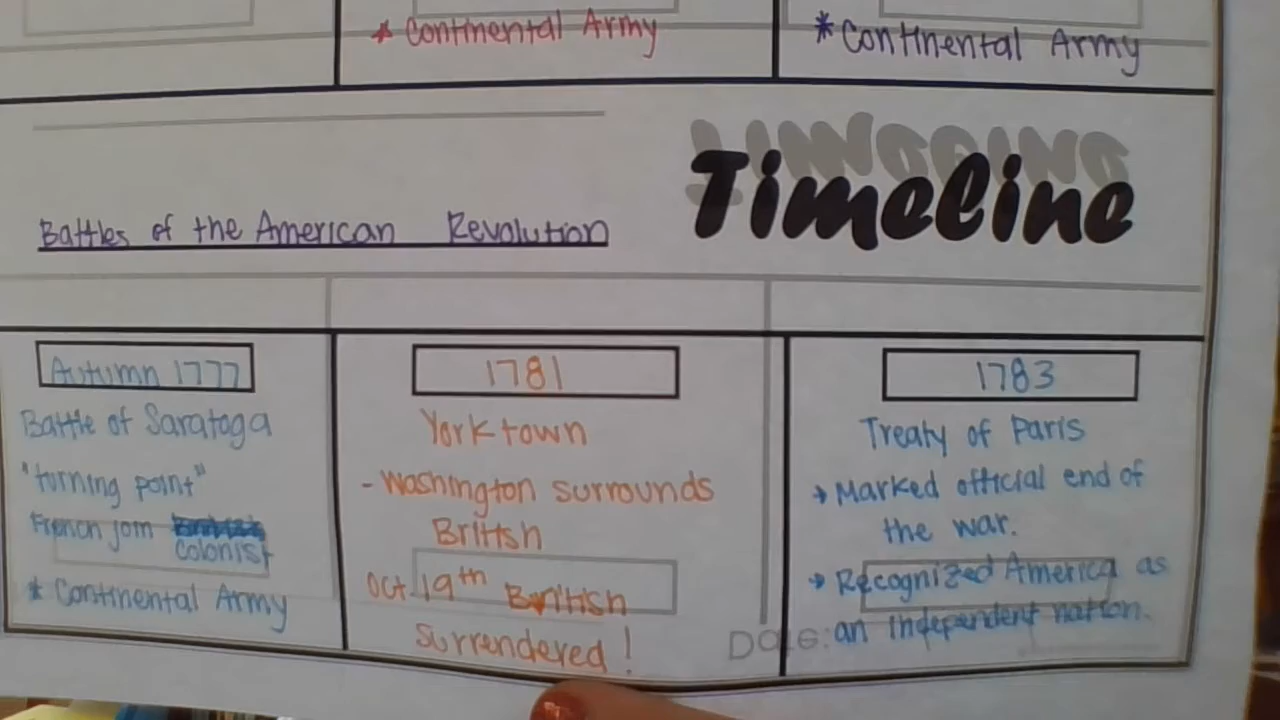 * Continental Army
* Continental Army
Timeline
Battles of the American Revolution
Autumn 1777
Battle of Saratoga
"turning point"
French join
colonist
* Continental Army
1781
Yorktown
- Washington surrounds
British
Oct 19th British
surrendered!
1783
Treaty of Paris
→ Marked official end of
the war.
→ Recognized America as
an independent nation.
Date: